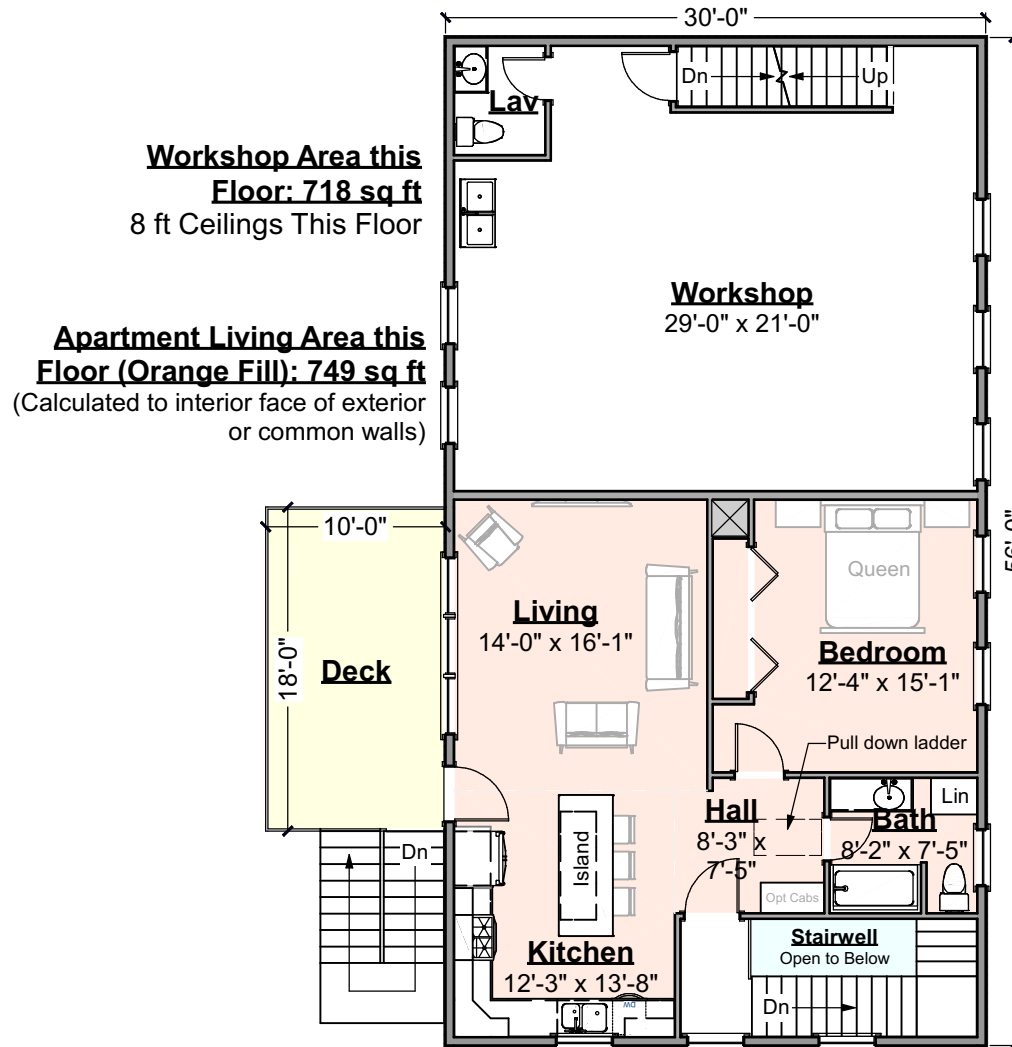 30'-0"
Dn
Up
Lav
Workshop Area this
Floor: 718 sq ft
8 ft Ceilings This Floor
Workshop
29'-0" x 21'-0"
Apartment Living Area this
Floor (Orange Fill): 749 sq ft
(Calculated to interior face of exterior
or common walls)
56'-0"
10'-0"
18'-0"
Deck
Living
14'-0" x 16'-1"
Queen
Bedroom
12'-4" x 15'-1"
Pull down ladder
Hall
8'-3" x
7'-5"
Lin
Bath
8'-2" x 7'-5"
Dn
Island
Opt Cabs
Kitchen
12'-3" x 13'-8"
DW
Stairwell
Open to Below
Dn